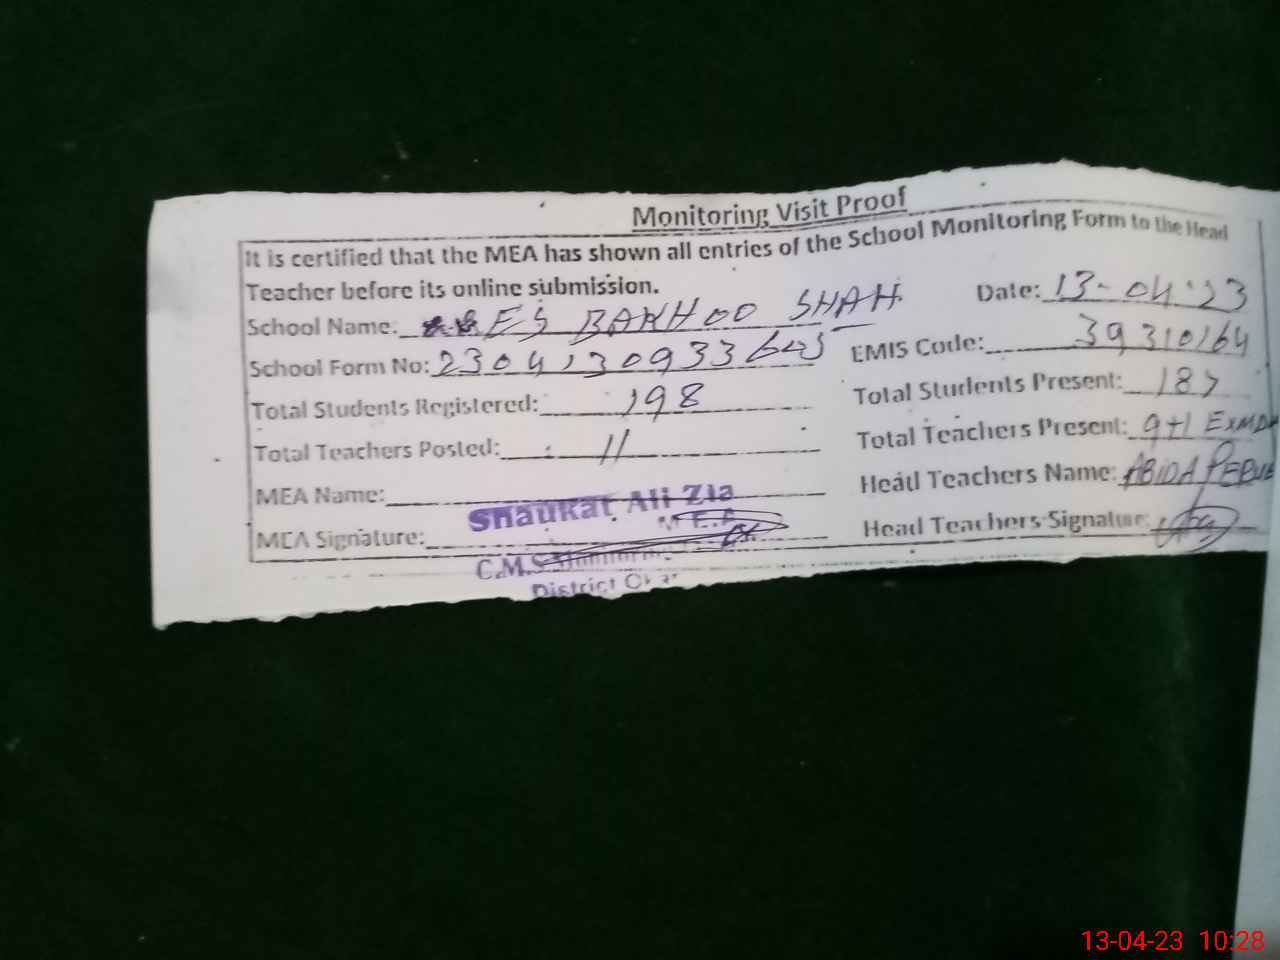 Monitoring Visit Proof
It is certified that the MEA has shown all entries of the School Monitoring Form to the Head
Teacher before its online submission.
Date: 13-04-23
School Name: ES BAKHOO SHAH
School Form No: EMIS Code: 39310164
Total Students Registered: 198 Total Students Present: 187
Total Teachers Posted: 11 Total Teachers Present: 9+1
MEA Name: Shaukat Ali Zia Head Teachers Name: ABIDA
M.E.A
MEA Signature: Head Teachers Signature:
C.M.S Monitoring
District
13-04-23 10:28